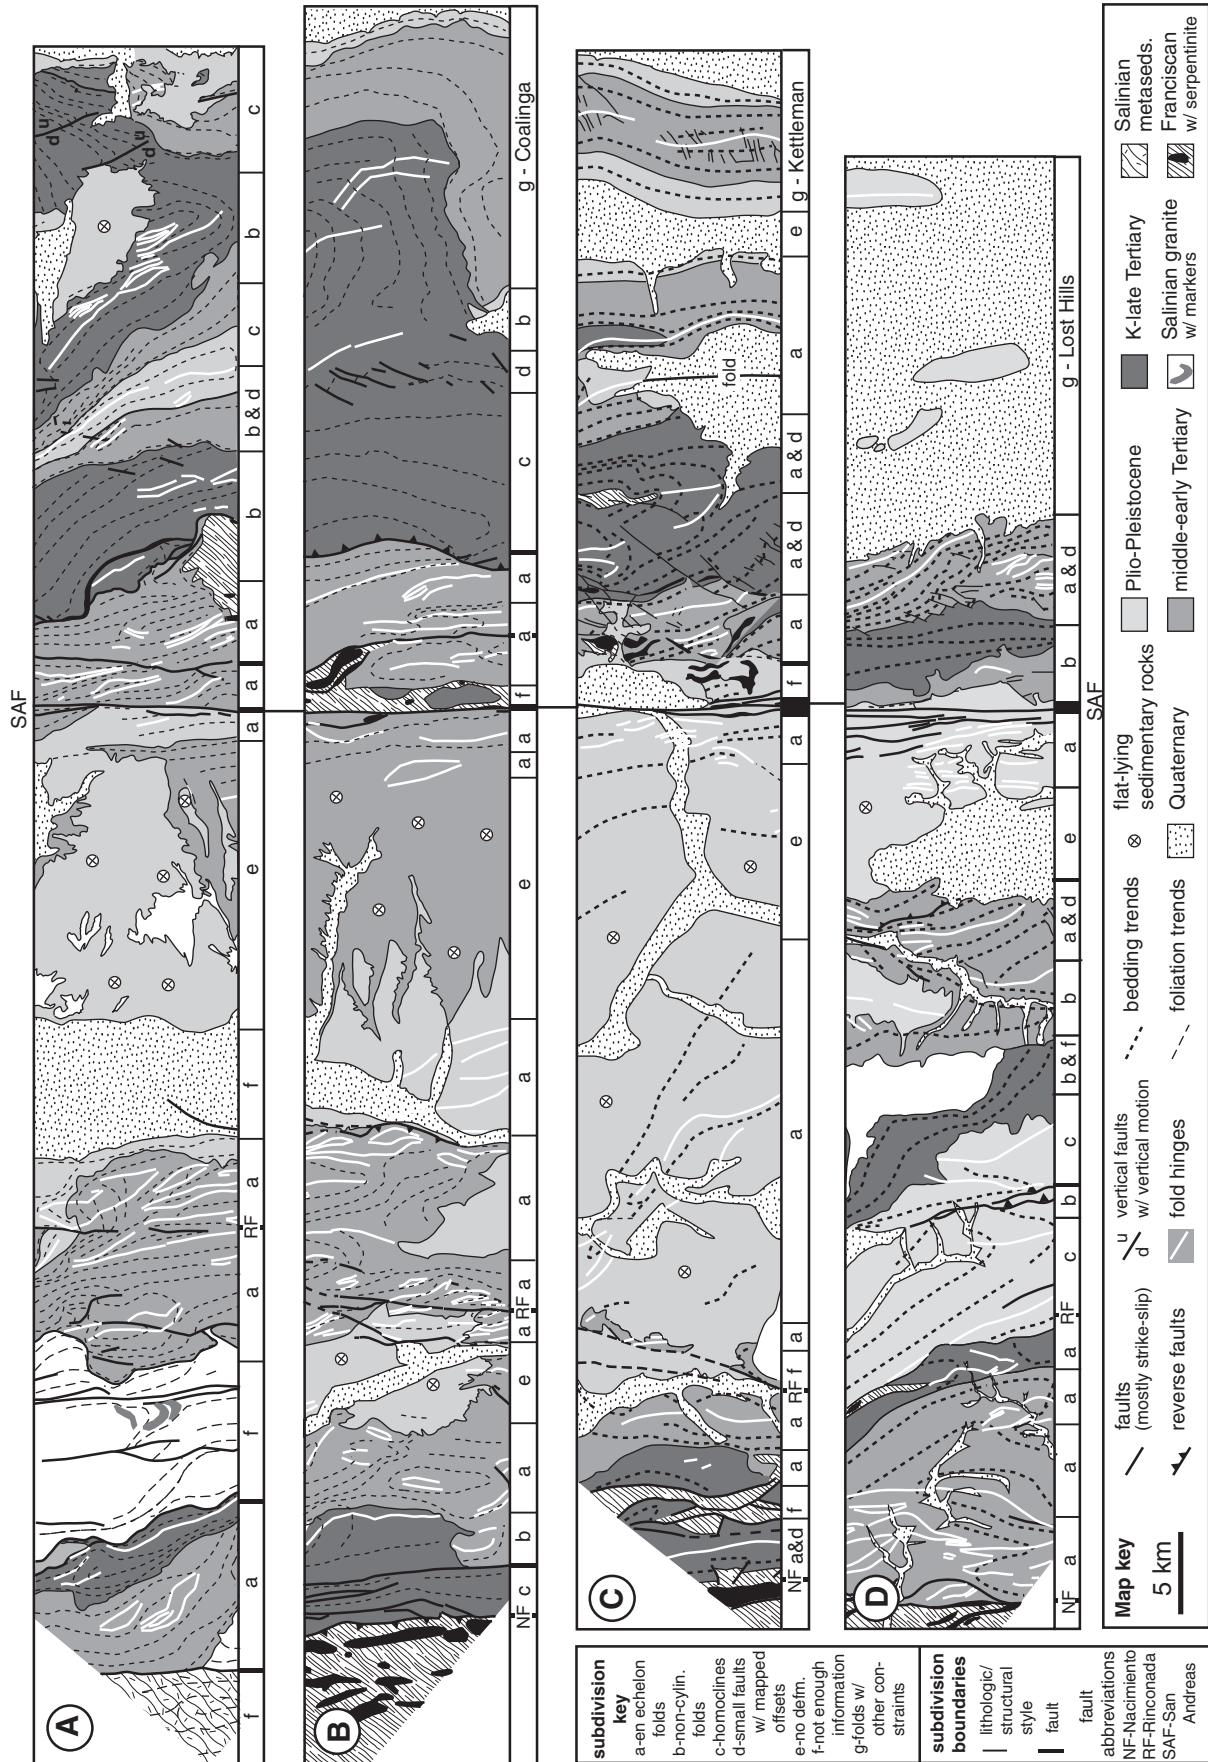 SAF
A
n
D
n
d
f
a
f
a
RF
a
f
e
a
a
a
b
b & d
c
b
c
B
NF
c
b
a
e
a
RF
a
a
a
e
a
a
f
a
a
c
d
b
g - Coalinga
C
fold
NF
a&d
f
a
a
RF
f
a
a
e
a
f
a
a & d
a & d
a
e
g - Kettleman
D
NF
a
a
a
a
RF
c
b
c
b & f
b
a & d
e
a
b
a & d
g - Lost Hills
SAF
subdivision
key
a-en echelon
folds
b-non-cylin.
folds
c-homoclines
d-small faults
w/ mapped
offsets
e-no defm.
f-not enough
information
g-folds w/
other con-
straints
subdivision
boundaries
lithologic/
structural
style
fault
fault
abbreviations
NF-Nacimiento
RF-Rinconada
SAF-San
Andreas
Map key
5 km
faults
(mostly strike-slip)
reverse faults
u
d
vertical faults
w/ vertical motion
fold hinges
bedding trends
foliation trends
flat-lying
sedimentary rocks
Quaternary
Plio-Pleistocene
middle-early Tertiary
K-late Tertiary
Salinian granite
w/ markers
Salinian
metaseds.
Franciscan
w/ serpentinite